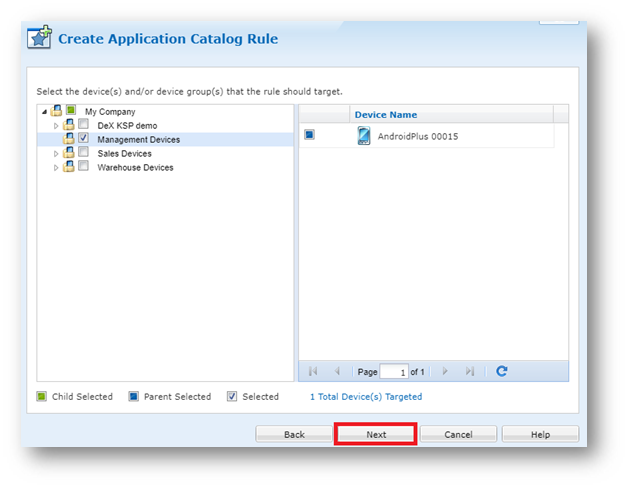 Create Application Catalog Rule
Select the device(s) and/or device group(s) that the rule should target.
My Company
DeX KSP demo
Management Devices
Sales Devices
Warehouse Devices
Device Name
AndroidPlus 00015
Page 1 of 1
Child Selected Parent Selected Selected 1 Total Device(s) Targeted
Back Next Cancel Help